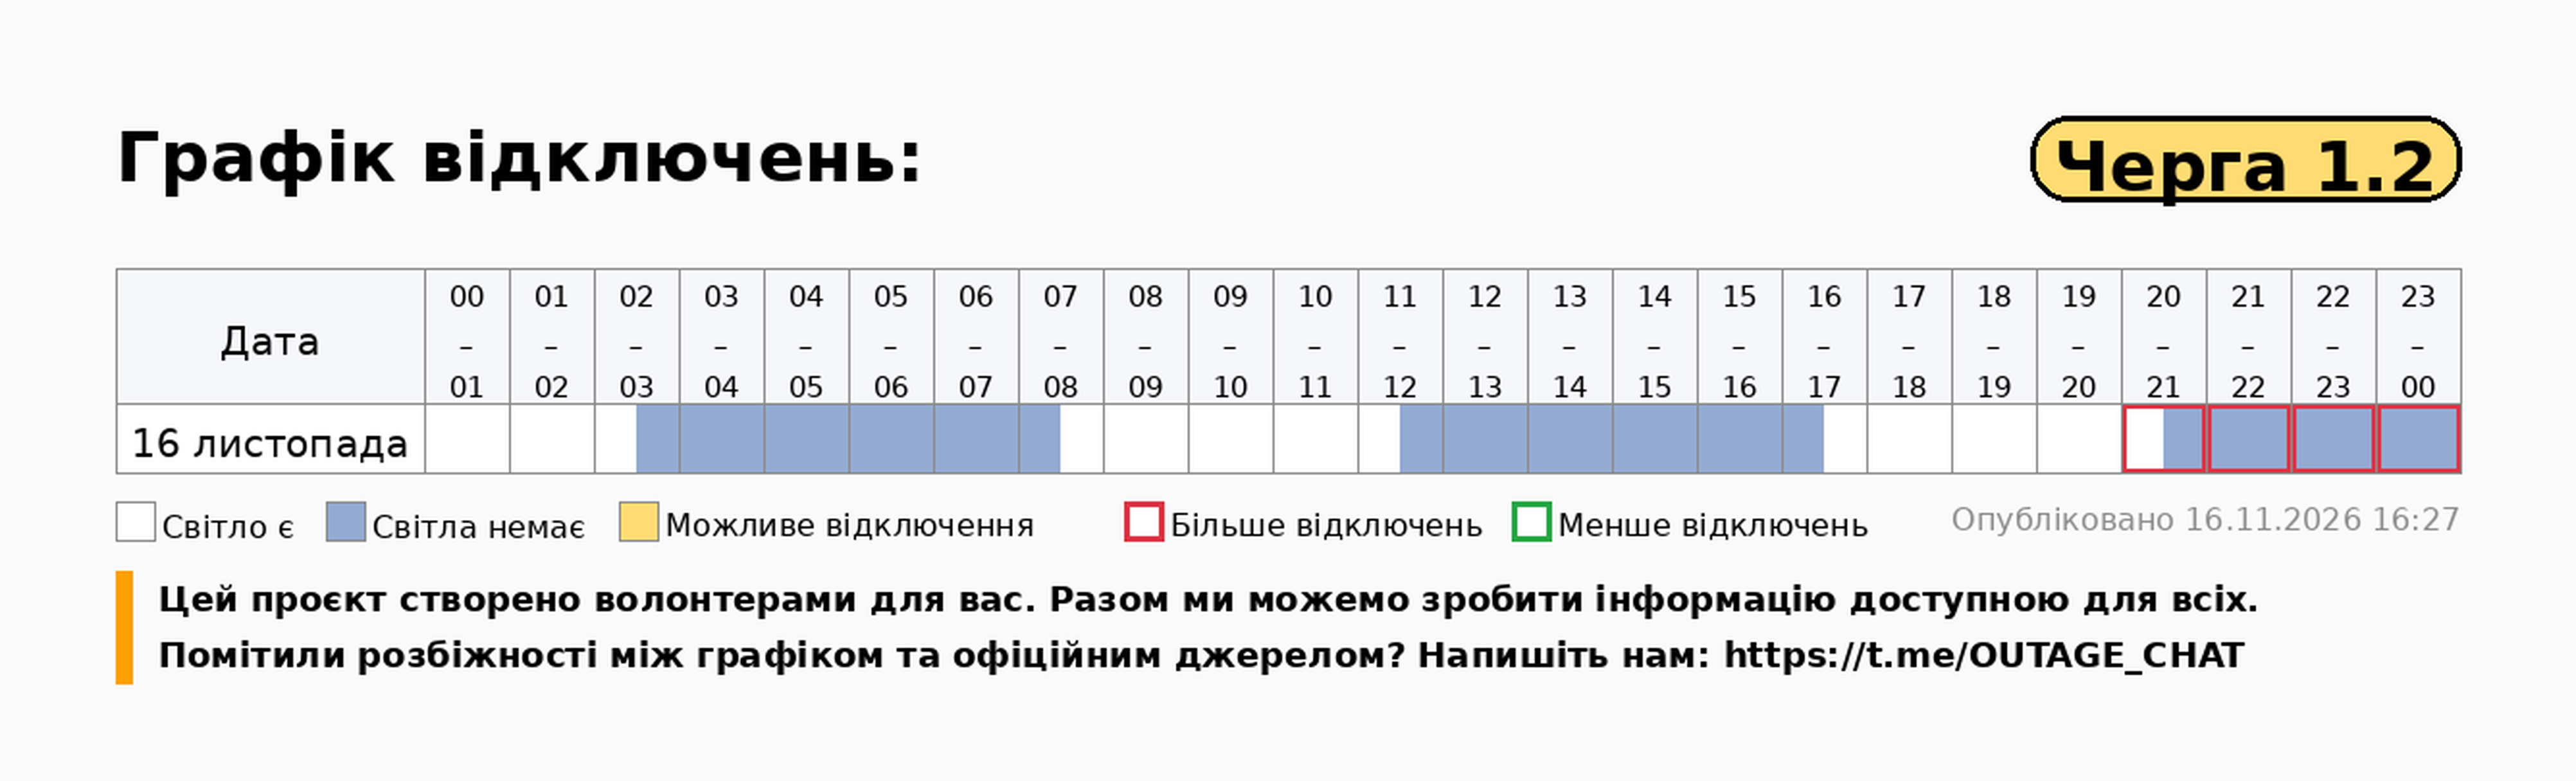 Графік відключень:
Черга 1.2
Дата
00 – 01
01 – 02
02 – 03
03 – 04
04 – 05
05 – 06
06 – 07
07 – 08
08 – 09
09 – 10
10 – 11
11 – 12
12 – 13
13 – 14
14 – 15
15 – 16
16 – 17
17 – 18
18 – 19
19 – 20
20 – 21
21 – 22
22 – 23
23 – 00
16 листопада
Світло є
Світла немає
Можливе відключення
Більше відключень
Менше відключень
Опубліковано 16.11.2026 16:27
Цей проєкт створено волонтерами для вас. Разом ми можемо зробити інформацію доступною для всіх.
Помітили розбіжності між графіком та офіційним джерелом? Напишіть нам: https://t.me/OUTAGE_CHAT